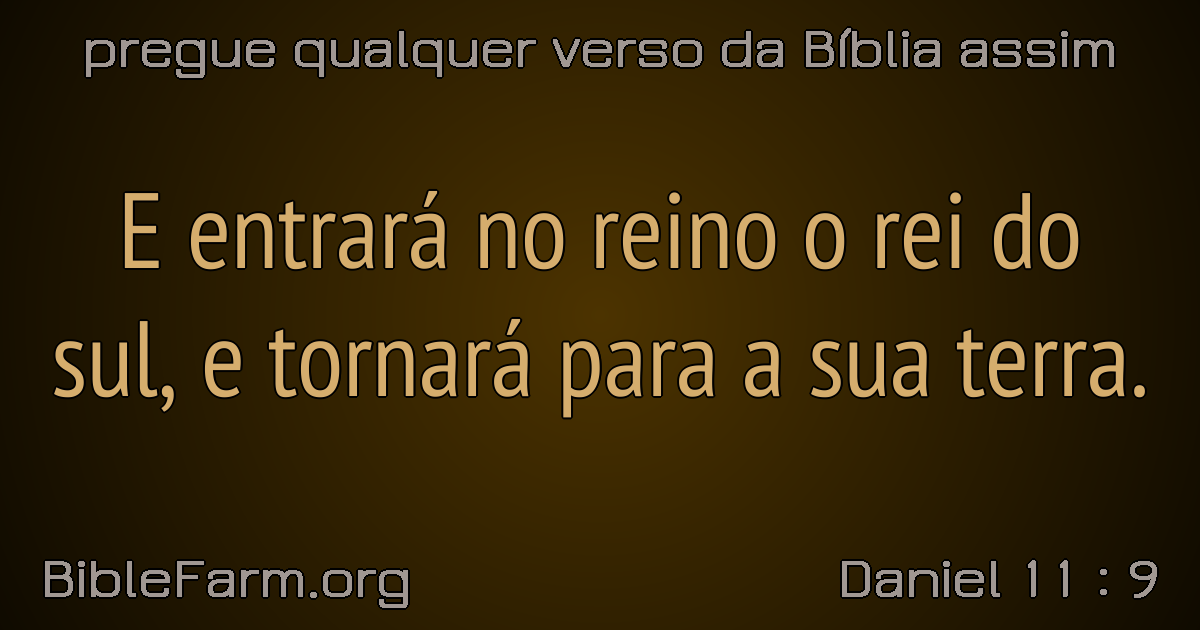 pregue qualquer verso da Bíblia assim
E entrará no reino o rei do
sul, e tornará para a sua terra.
BibleFarm.org
Daniel 11 : 9